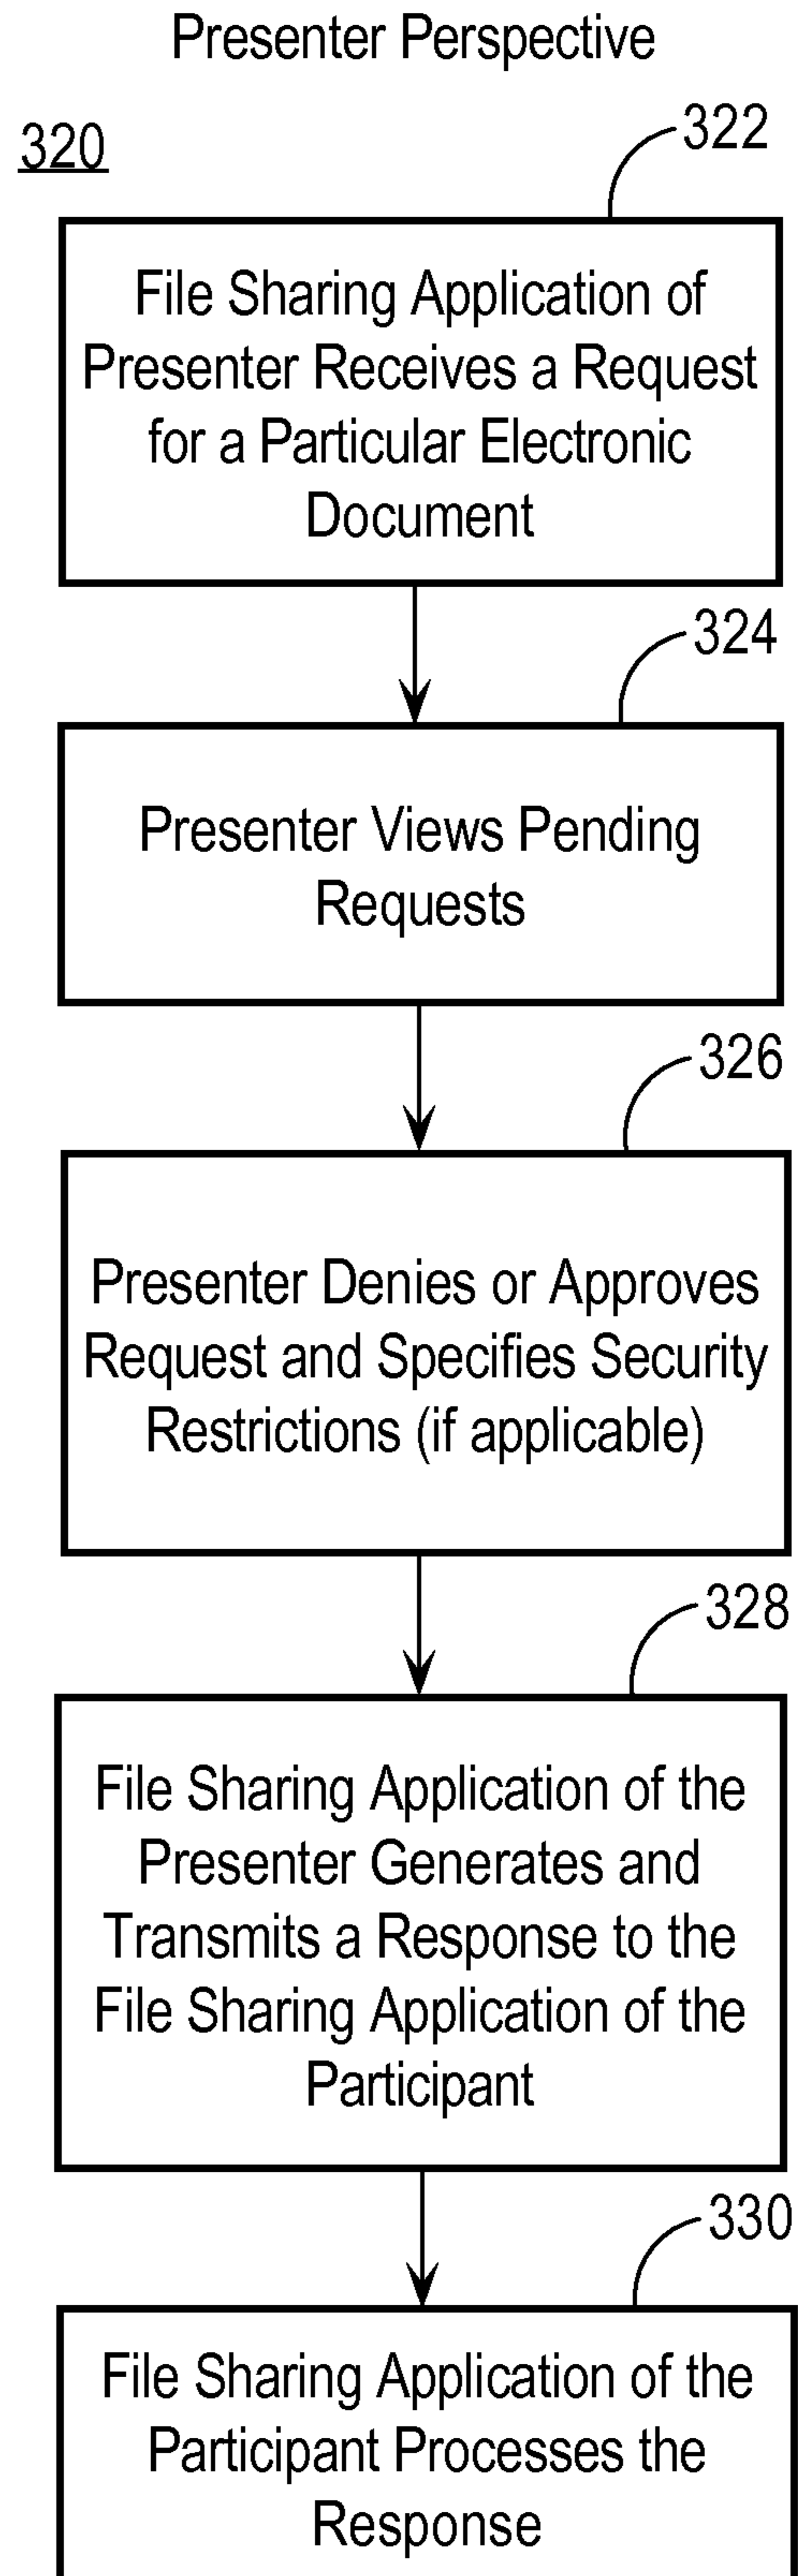 Presenter Perspective
320
322
File Sharing Application of
Presenter Receives a Request
for a Particular Electronic
Document
324
Presenter Views Pending
Requests
326
Presenter Denies or Approves
Request and Specifies Security
Restrictions (if applicable)
328
File Sharing Application of the
Presenter Generates and
Transmits a Response to the
File Sharing Application of the
Participant
330
File Sharing Application of the
Participant Processes the
Response